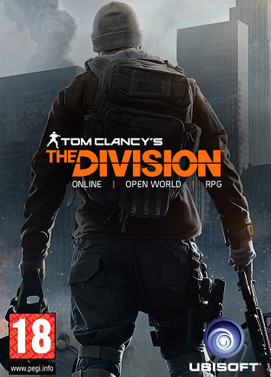 TOM CLANCY'S
THE DIVISION
ONLINE | OPEN WORLD | RPG
18
www.pegi.info
UBISOFT